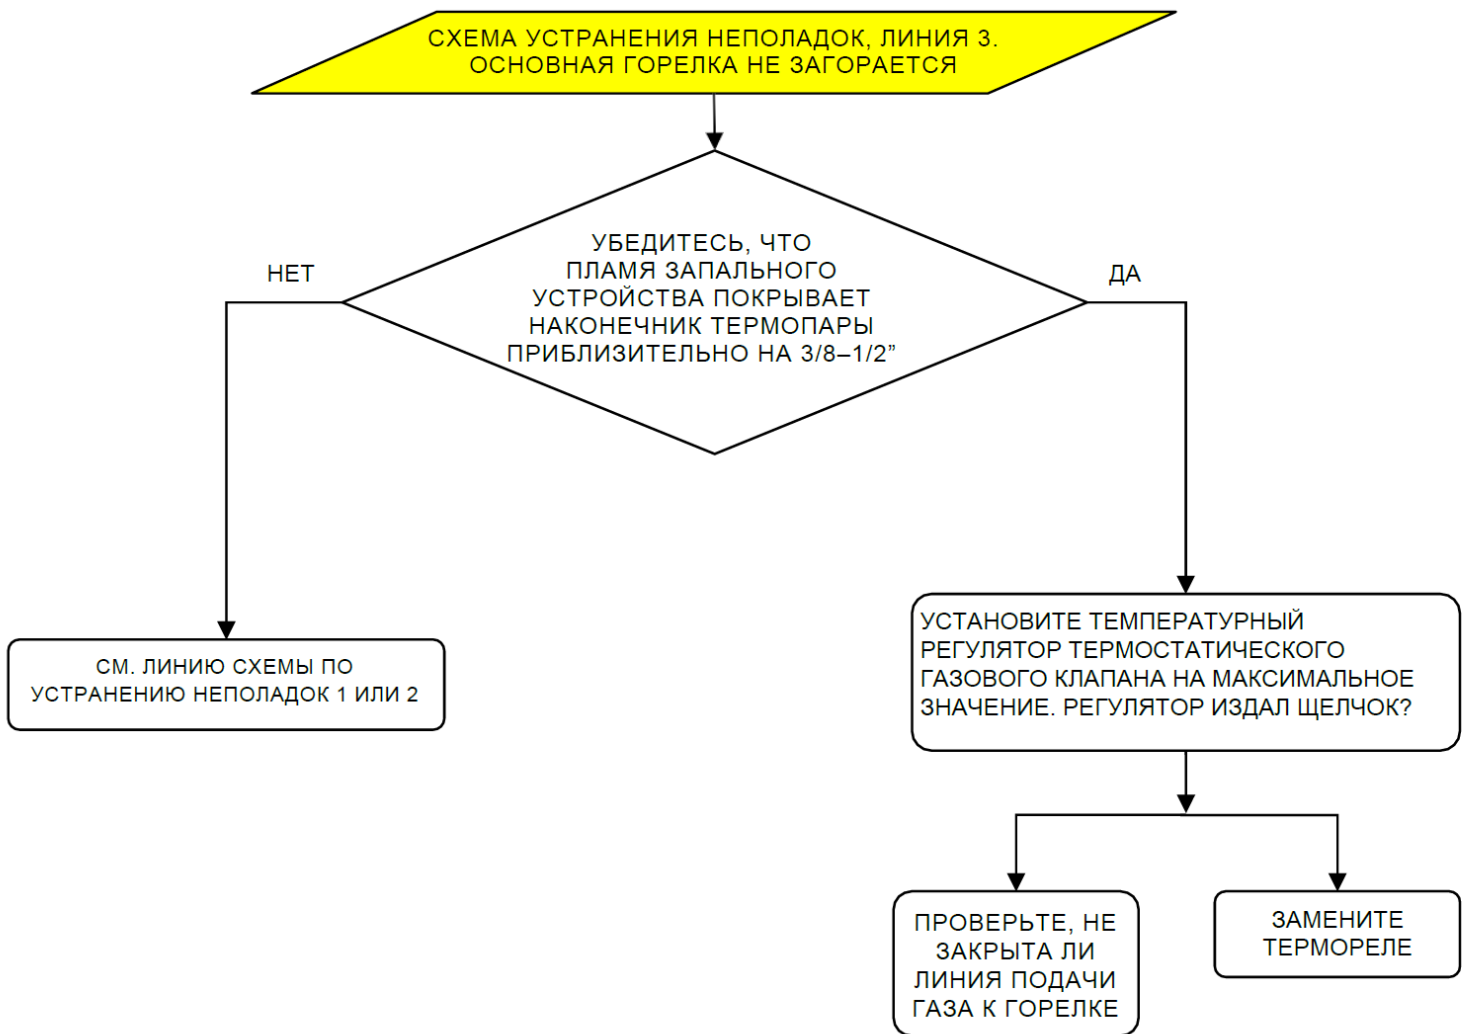 СХЕМА УСТРАНЕНИЯ НЕПОЛАДОК, ЛИНИЯ 3.
ОСНОВНАЯ ГОРЕЛКА НЕ ЗАГОРАЕТСЯ
УБЕДИТЕСЬ, ЧТО
ПЛАМЯ ЗАПАЛЬНОГО
УСТРОЙСТВА ПОКРЫВАЕТ
НАКОНЕЧНИК ТЕРМОПАРЫ
ПРИБЛИЗИТЕЛЬНО НА 3/8–1/2”
НЕТ
ДА
СМ. ЛИНИЮ СХЕМЫ ПО
УСТРАНЕНИЮ НЕПОЛАДОК 1 ИЛИ 2
УСТАНОВИТЕ ТЕМПЕРАТУРНЫЙ
РЕГУЛЯТОР ТЕРМОСТАТИЧЕСКОГО
ГАЗОВОГО КЛАПАНА НА МАКСИМАЛЬНОЕ
ЗНАЧЕНИЕ. РЕГУЛЯТОР ИЗДАЛ ЩЕЛЧОК?
ПРОВЕРЬТЕ, НЕ
ЗАКРЫТА ЛИ
ЛИНИЯ ПОДАЧИ
ГАЗА К ГОРЕЛКЕ
ЗАМЕНИТЕ
ТЕРМОРЕЛЕ